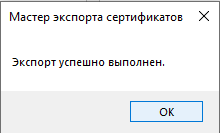 Мастер экспорта сертификатов
Экспорт успешно выполнен.
OK